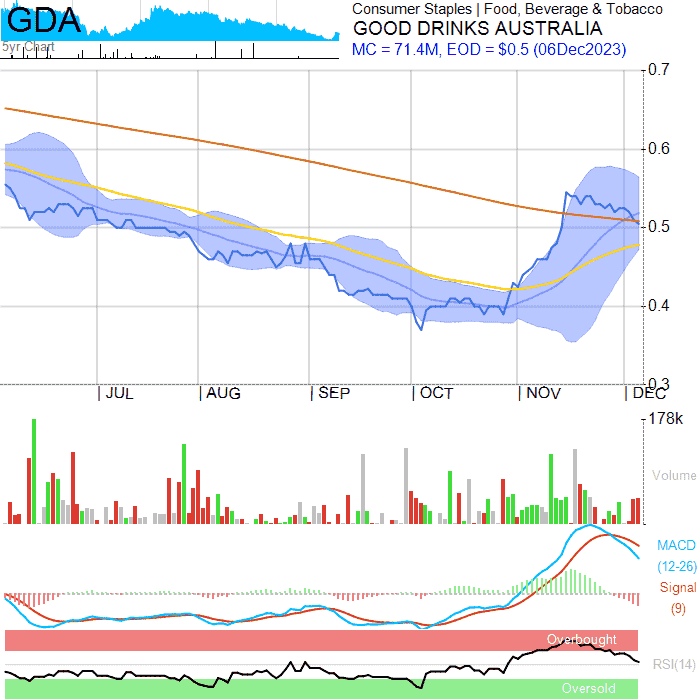 GDA
5yr Chart
Consumer Staples | Food, Beverage & Tobacco
GOOD DRINKS AUSTRALIA
MC = 71.4M, EOD = $0.5 (06Dec2023)
0.7
0.6
0.5
0.4
0.3
| JUL
| AUG
| SEP
| OCT
| NOV
| DEC
178k
Volume
MACD
(12-26)
Signal
(9)
Overbought
RSI(14)
Oversold